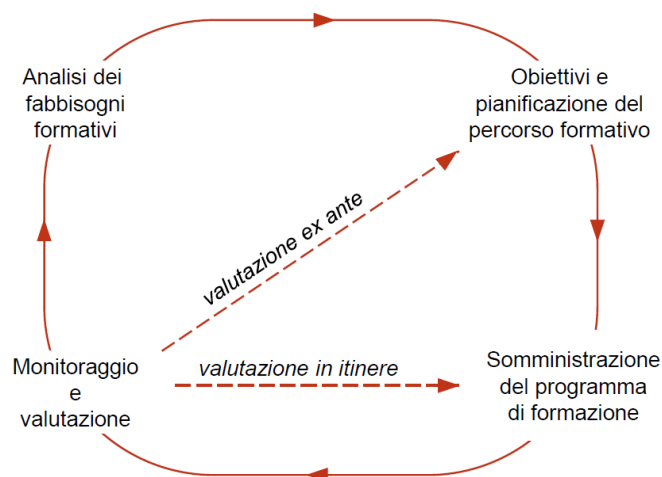 Analisi dei
fabbisogni
formativi
Obiettivi e
pianificazione del
percorso formativo
valutazione ex ante
valutazione in itinere
Monitoraggio
e
valutazione
Somministrazione
del programma
di formazione